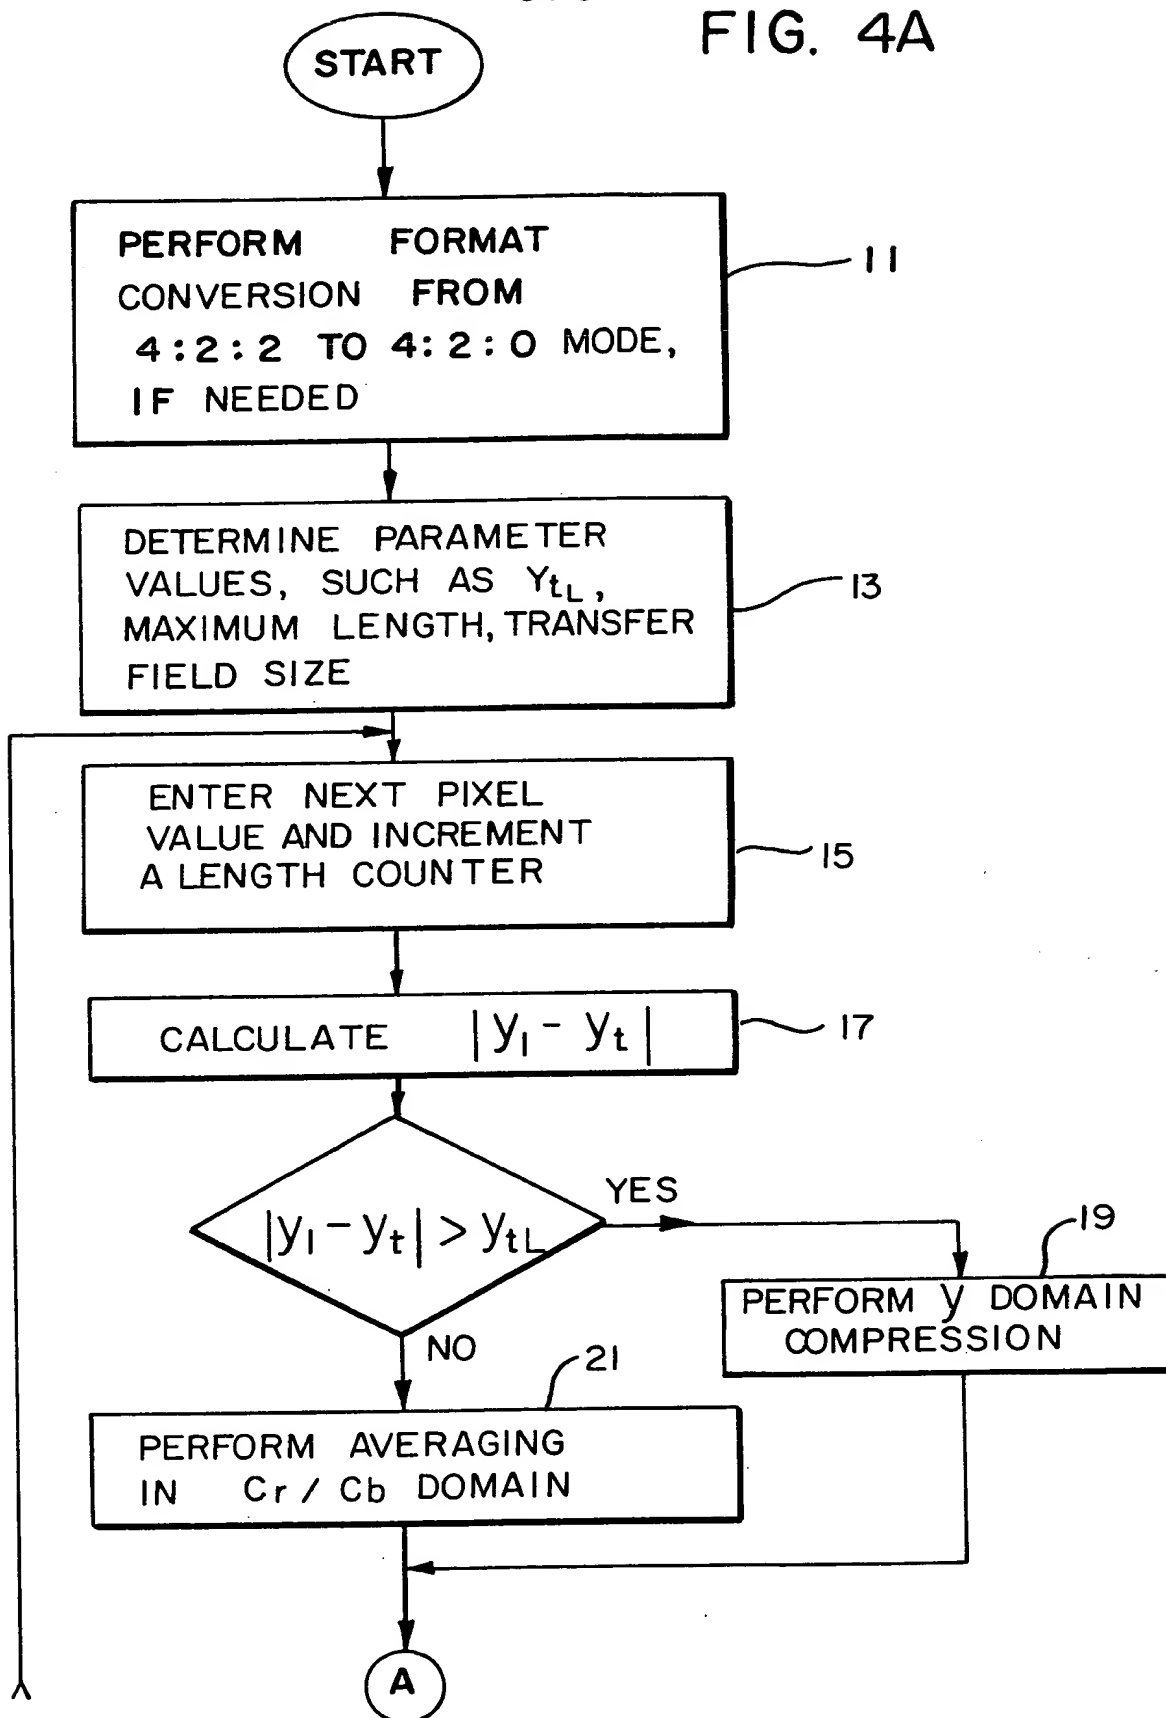 FIG. 4A
START
PERFORM FORMAT
CONVERSION FROM
4:2:2 TO 4:2:0 MODE,
IF NEEDED
11
DETERMINE PARAMETER
VALUES, SUCH AS YtL,
MAXIMUM LENGTH, TRANSFER
FIELD SIZE
13
ENTER NEXT PIXEL
VALUE AND INCREMENT
A LENGTH COUNTER
15
CALCULATE |y1 - yt|
17
|y1 - yt| > ytL
YES
NO
19
PERFORM y DOMAIN
COMPRESSION
21
PERFORM AVERAGING
IN Cr / Cb DOMAIN
A